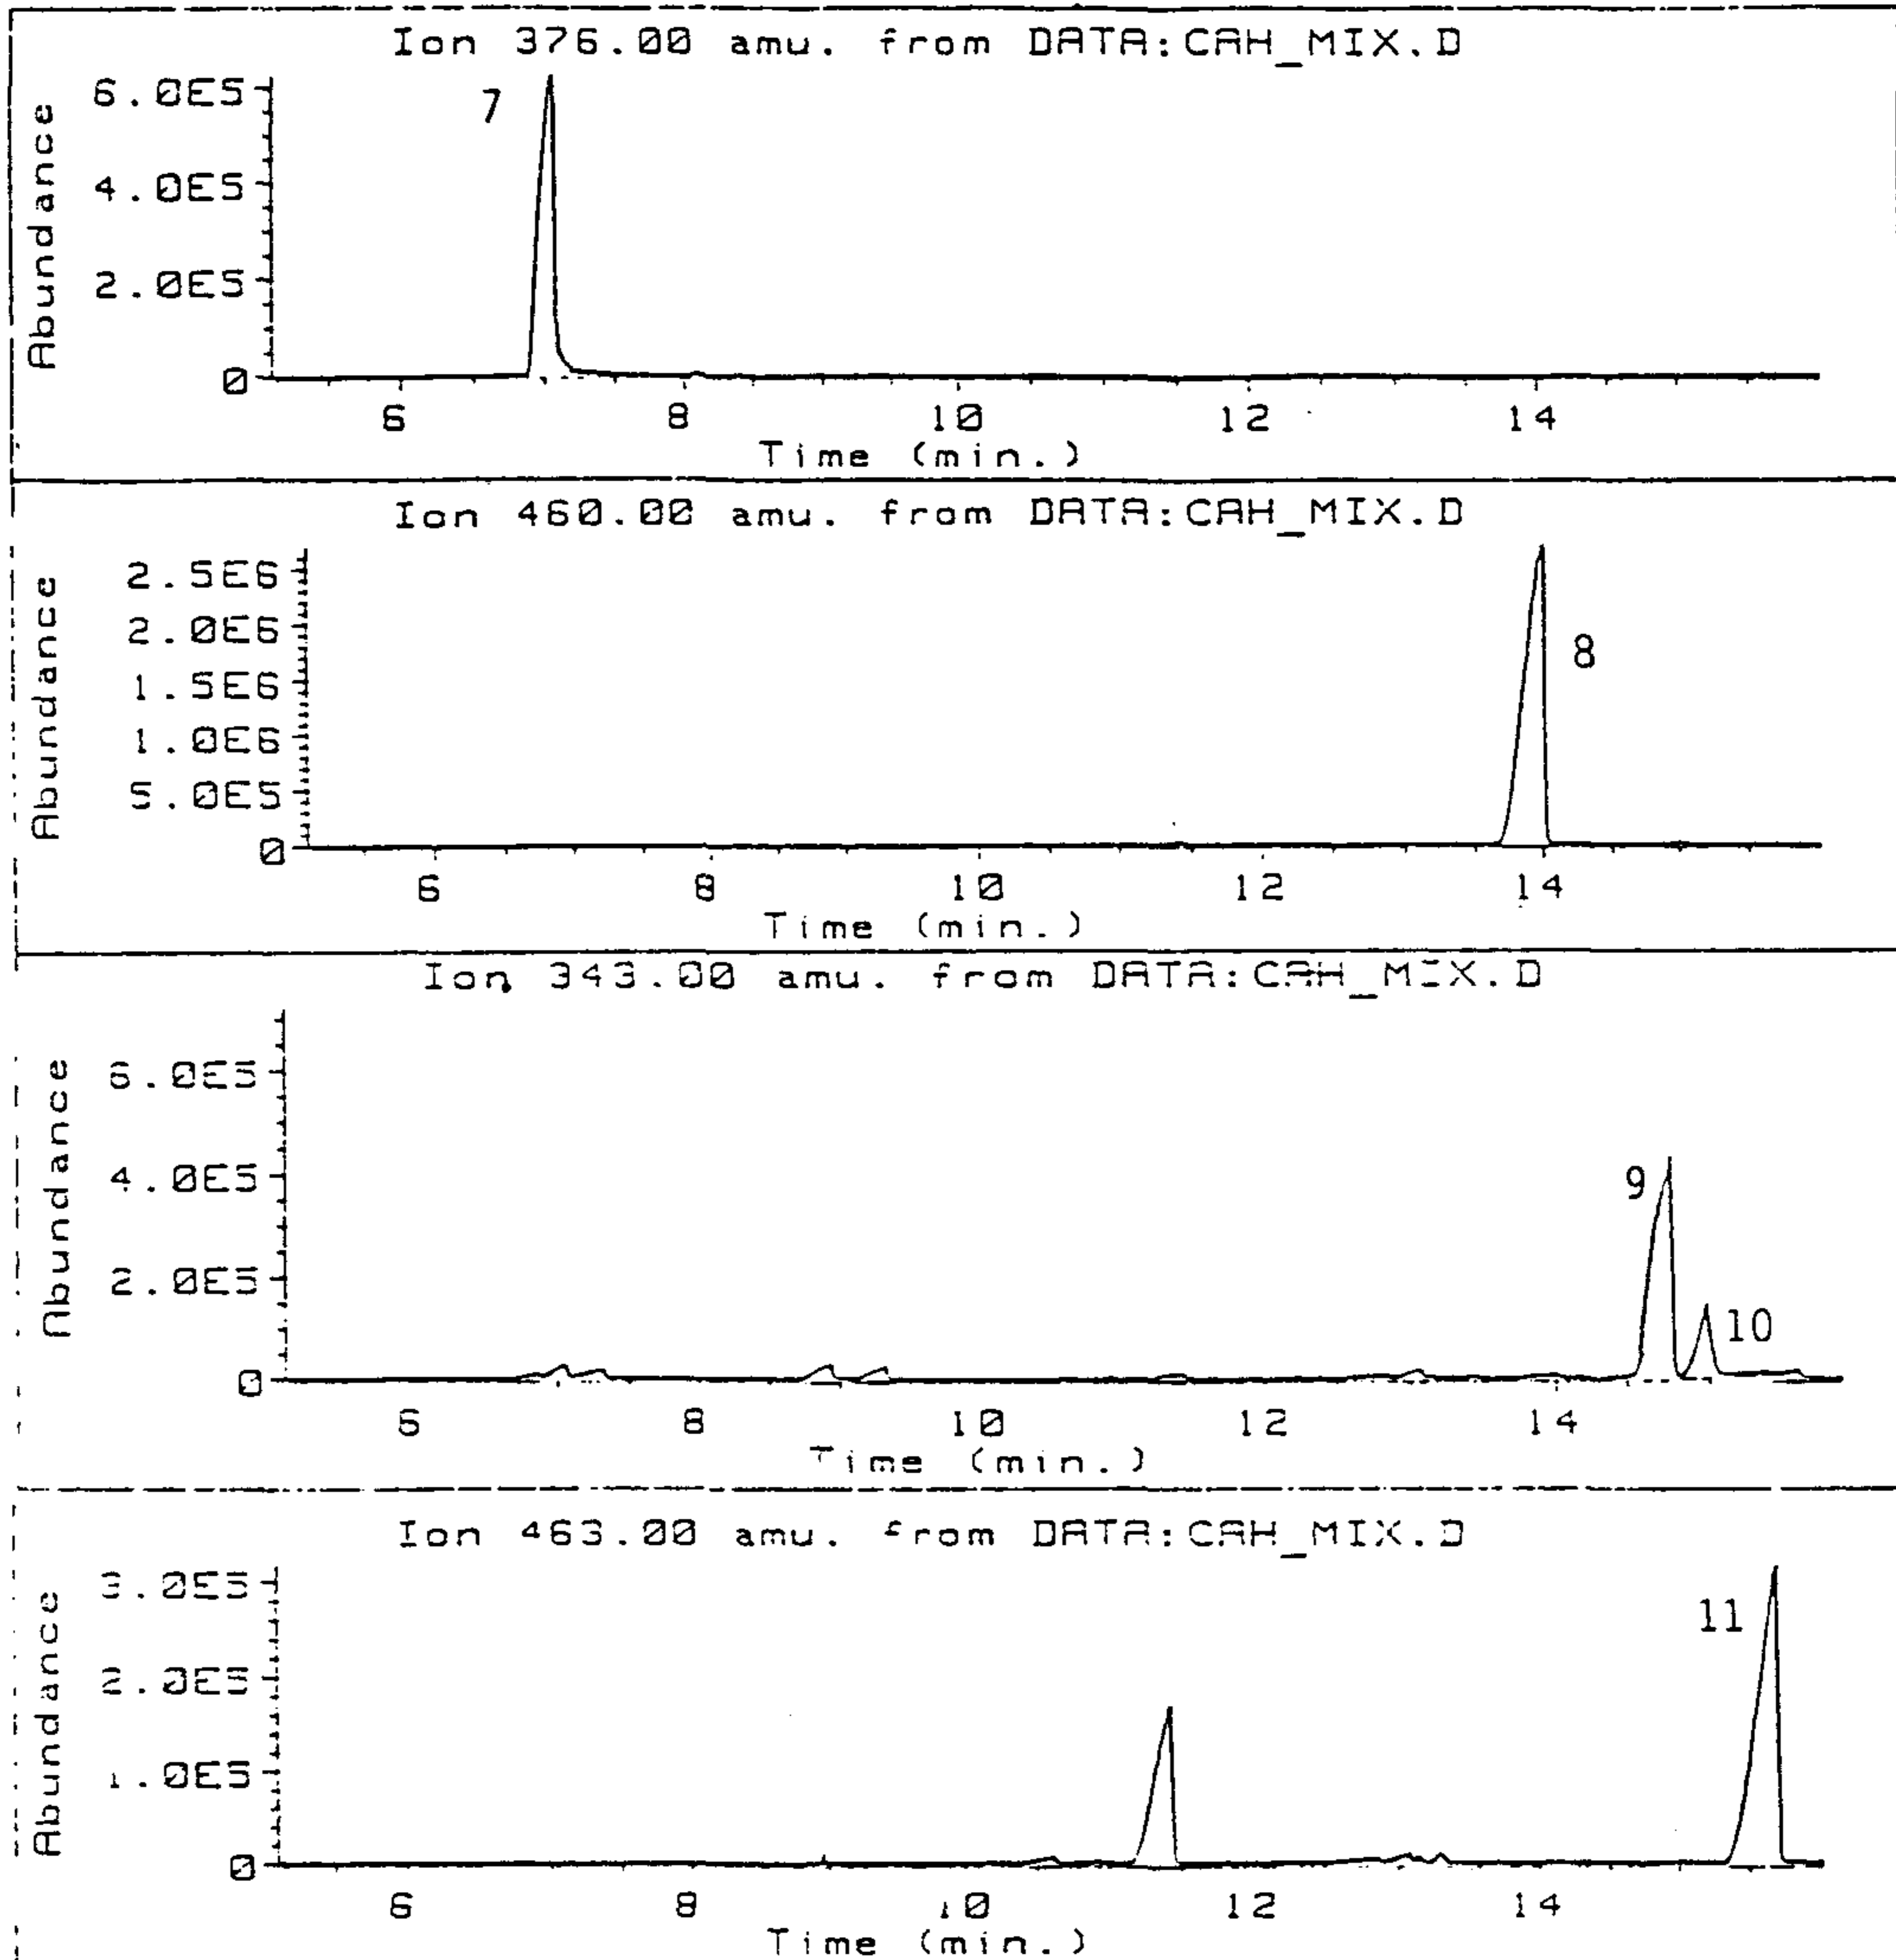 Ion 376.00 amu. from DATA:CAH_MIX.D
Abundance
6.0E5
4.0E5
2.0E5
0
7
6 8 10 12 14
Time (min.)
Ion 460.00 amu. from DATA:CAH_MIX.D
Abundance
2.5E6
2.0E6
1.5E6
1.0E6
5.0E5
0
8
6 8 10 12 14
Time (min.)
Ion 343.00 amu. from DATA:CAH_MIX.D
Abundance
6.0E5
4.0E5
2.0E5
0
9
10
6 8 10 12 14
Time (min.)
Ion 463.00 amu. from DATA:CAH_MIX.D
Abundance
3.0E5
2.0E5
1.0E5
0
11
6 8 10 12 14
Time (min.)